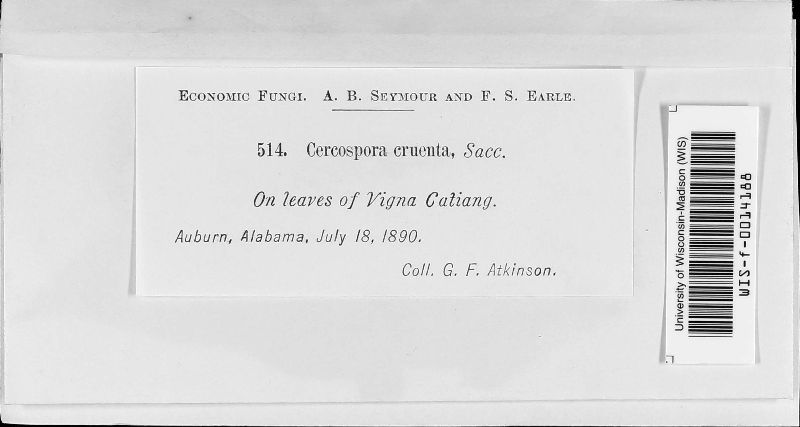 ECONOMIC FUNGI. A. B. SEYMOUR AND F. S. EARLE.
514. Cercospora cruenta, Sacc.
On leaves of Vigna Catiang.
Auburn, Alabama, July 18, 1890.
Coll. G. F. Atkinson.
University of Wisconsin-Madison (WIS)
WIS-f-0014188